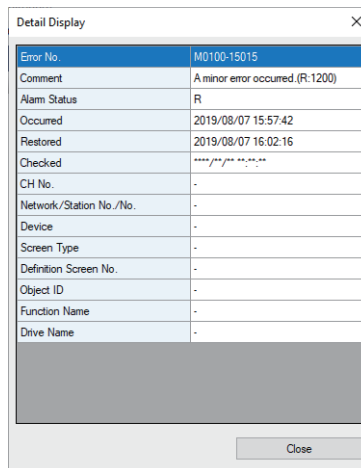 Detail Display
Error No. M0100-15015
Comment A minor error occurred.(R:1200)
Alarm Status R
Occurred 2019/08/07 15:57:42
Restored 2019/08/07 16:02:16
Checked ****/**/** **:**:**
CH No. -
Network/Station No./No. -
Device -
Screen Type -
Definition Screen No. -
Object ID -
Function Name -
Drive Name -
Close